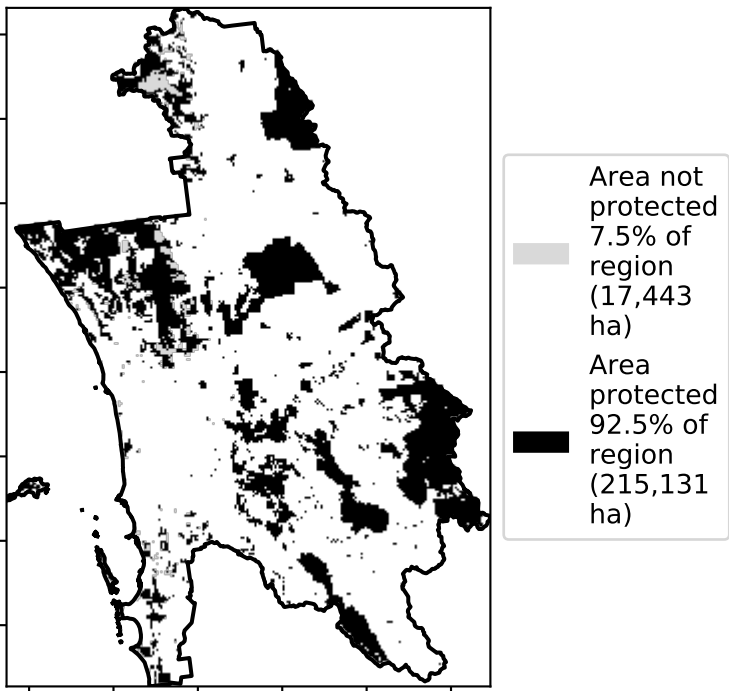 Area not
protected
7.5% of
region
(17,443
ha)
Area
protected
92.5% of
region
(215,131
ha)